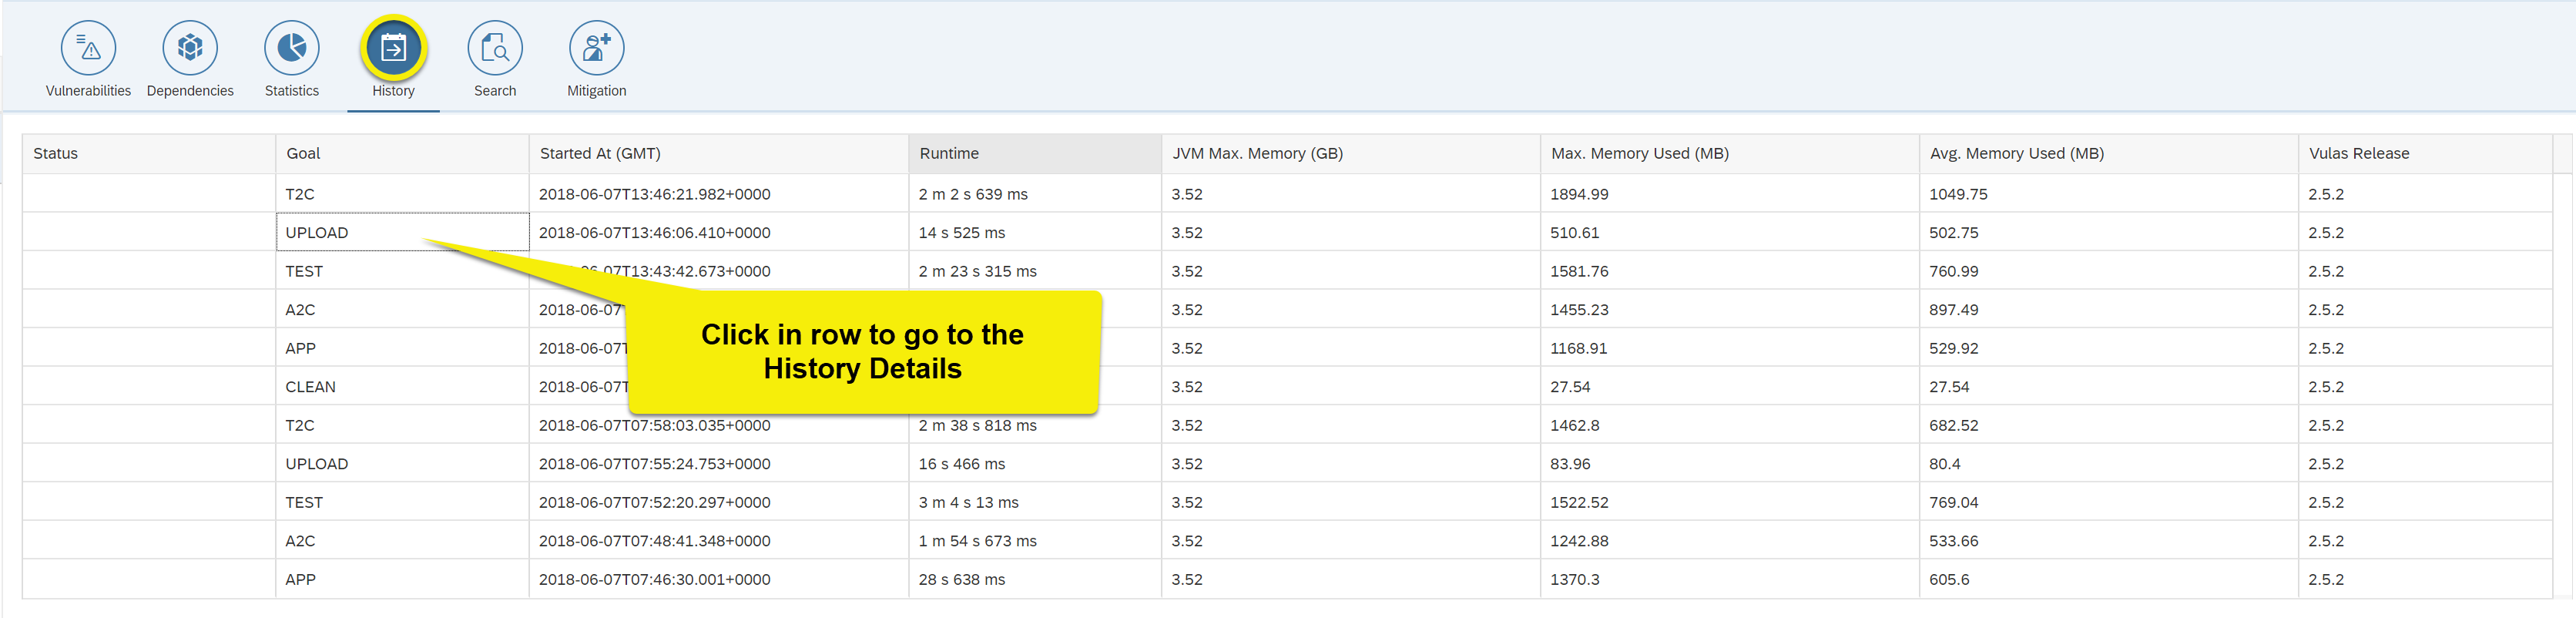 Vulnerabilities Dependencies Statistics History Search Mitigation
Status Goal Started At (GMT) Runtime JVM Max. Memory (GB) Max. Memory Used (MB) Avg. Memory Used (MB) Vulas Release
T2C 2018-06-07T13:46:21.982+0000 2 m 2 s 639 ms 3.52 1894.99 1049.75 2.5.2
UPLOAD 2018-06-07T13:46:06.410+0000 14 s 525 ms 3.52 510.61 502.75 2.5.2
TEST 06-07T13:43:42.673+0000 2 m 23 s 315 ms 3.52 1581.76 760.99 2.5.2
A2C 2018-06-07 3.52 1455.23 897.49 2.5.2
APP 2018-06-07T 3.52 1168.91 529.92 2.5.2
CLEAN 2018-06-07T 3.52 27.54 27.54 2.5.2
Click in row to go to the
History Details
T2C 2018-06-07T07:58:03.035+0000 2 m 38 s 818 ms 3.52 1462.8 682.52 2.5.2
UPLOAD 2018-06-07T07:55:24.753+0000 16 s 466 ms 3.52 83.96 80.4 2.5.2
TEST 2018-06-07T07:52:20.297+0000 3 m 4 s 13 ms 3.52 1522.52 769.04 2.5.2
A2C 2018-06-07T07:48:41.348+0000 1 m 54 s 673 ms 3.52 1242.88 533.66 2.5.2
APP 2018-06-07T07:46:30.001+0000 28 s 638 ms 3.52 1370.3 605.6 2.5.2